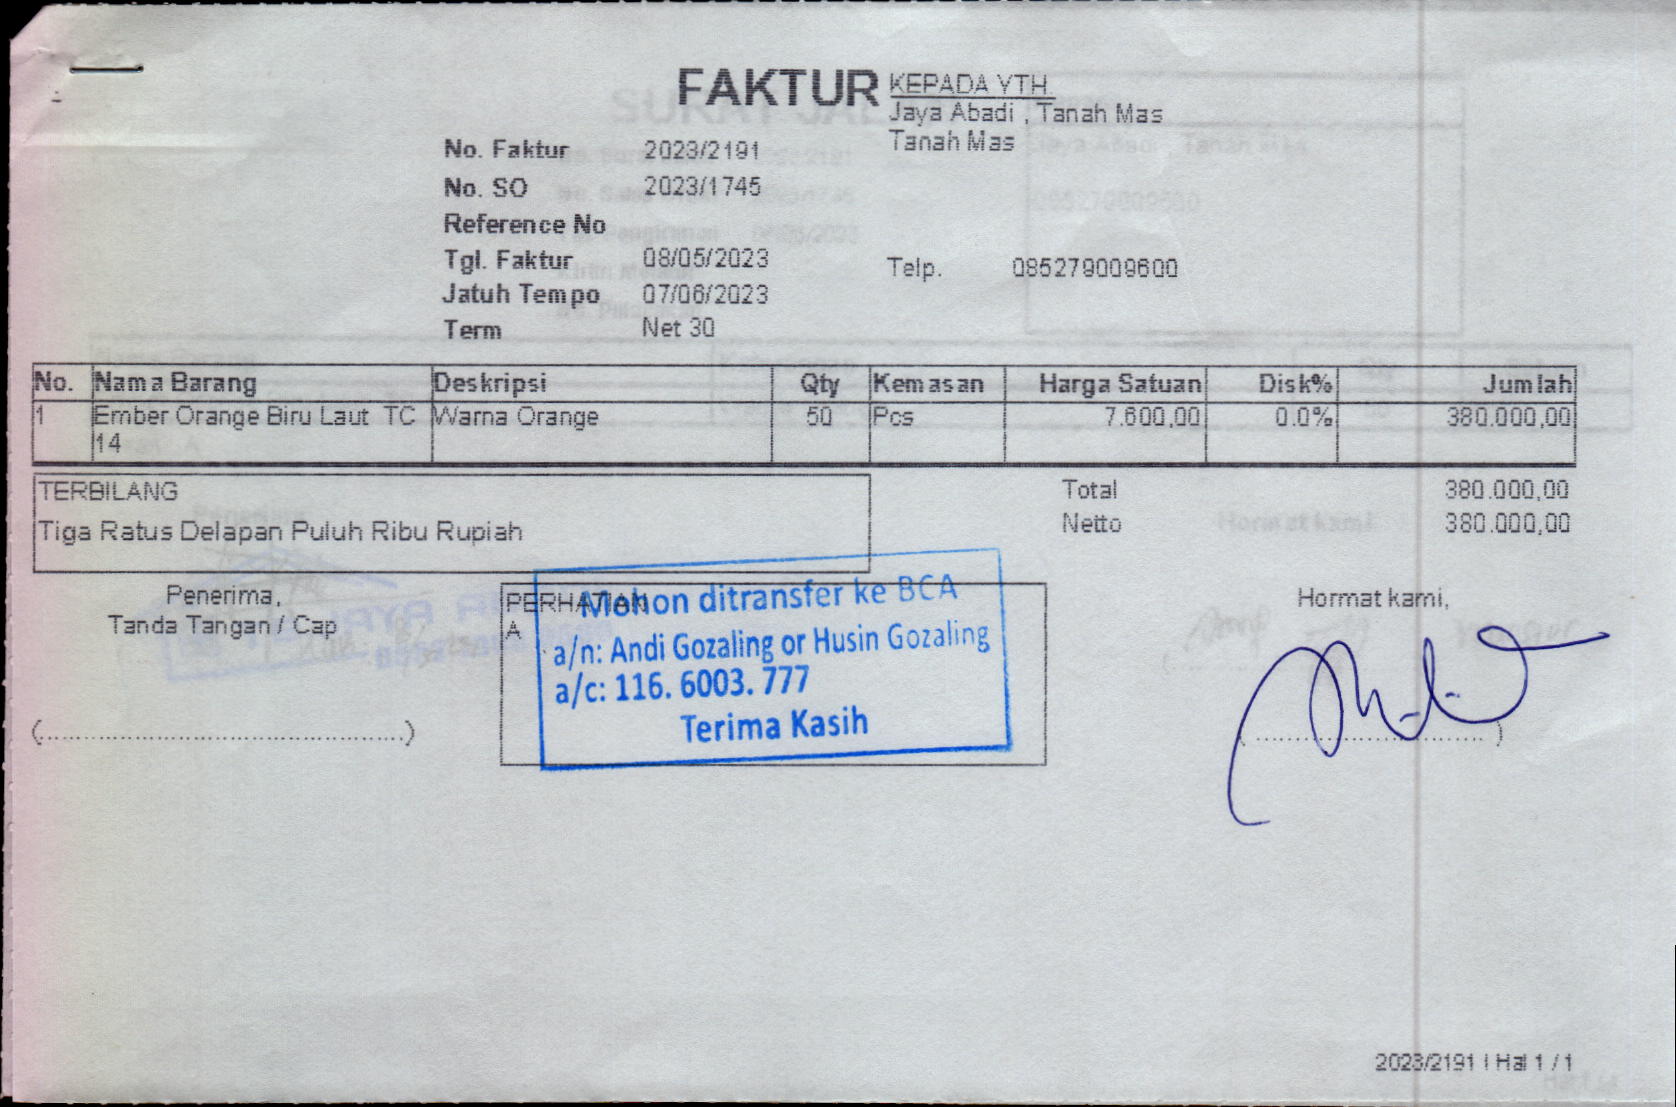 FAKTUR
KEPADA YTH.
Jaya Abadi , Tanah Mas
Tanah Mas
No. Faktur 2023/2191
No. SO 2023/1745
Reference No
Tgl. Faktur 08/05/2023
Telp. 085279009600
Jatuh Tempo 07/06/2023
Term Net 30
No. Nama Barang Deskripsi Qty Kemasan Harga Satuan Disk% Jumlah
1 Ember Orange Biru Laut TC Warna Orange 50 Pcs 7.600,00 0.0% 380.000,00
14
TERBILANG
Tiga Ratus Delapan Puluh Ribu Rupiah
Total 380.000,00
Netto 380.000,00
Penerima,
Tanda Tangan / Cap
(..........................................................)
PERHATIAN
A
Mohon ditransfer ke BCA
a/n: Andi Gozaling or Husin Gozaling
a/c: 116. 6003. 777
Terima Kasih
Hormat kami,
(..........................................)
2023/2191 | Hal 1 / 1